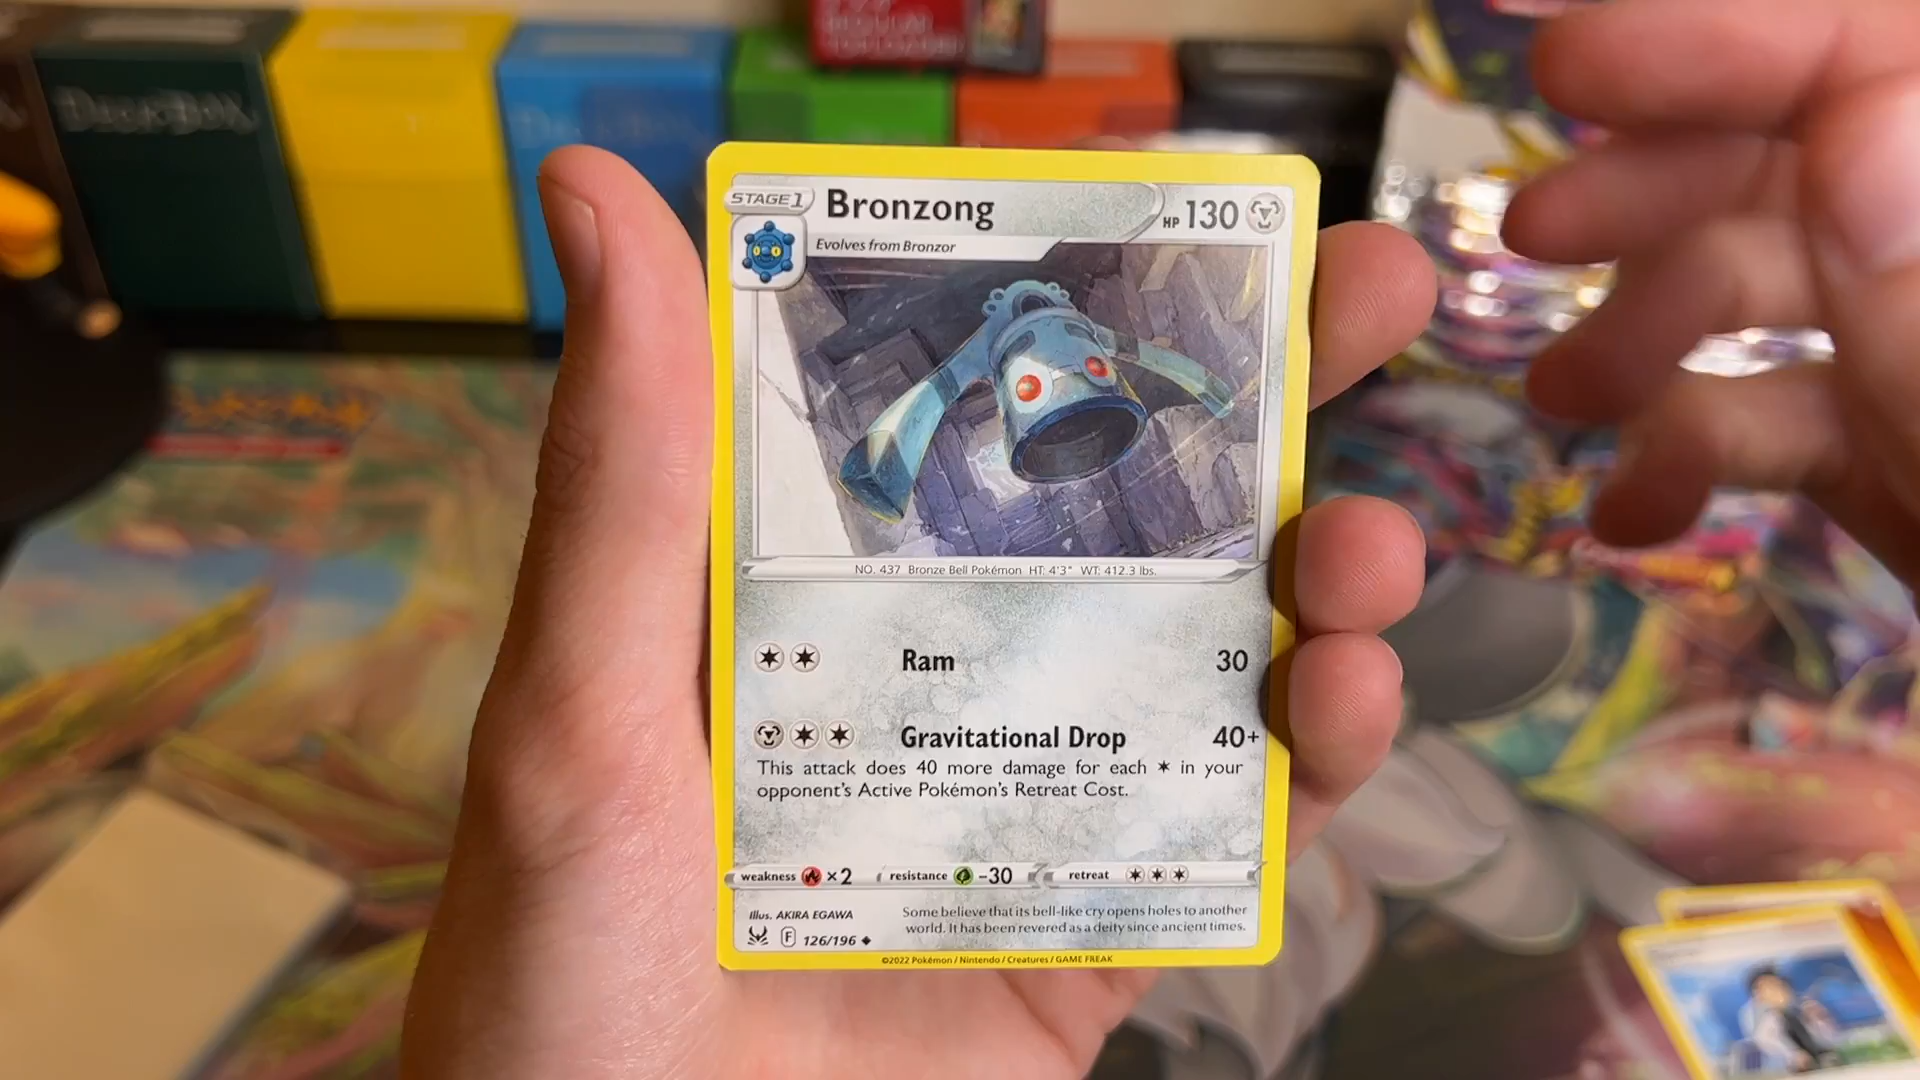 DECKBOX
STAGE 1
Bronzong
HP 130
Evolves from Bronzor
NO. 437 Bronze Bell Pokémon HT: 4'3" WT: 412.3 lbs.
Ram 30
Gravitational Drop 40+
This attack does 40 more damage for each ✶ in your
opponent's Active Pokémon's Retreat Cost.
weakness ×2 resistance -30 retreat
Illus. AKIRA EGAWA
F 126/196 ◆
Some believe that its bell-like cry opens holes to another
world. It has been revered as a deity since ancient times.
©2022 Pokémon / Nintendo / Creatures / GAME FREAK